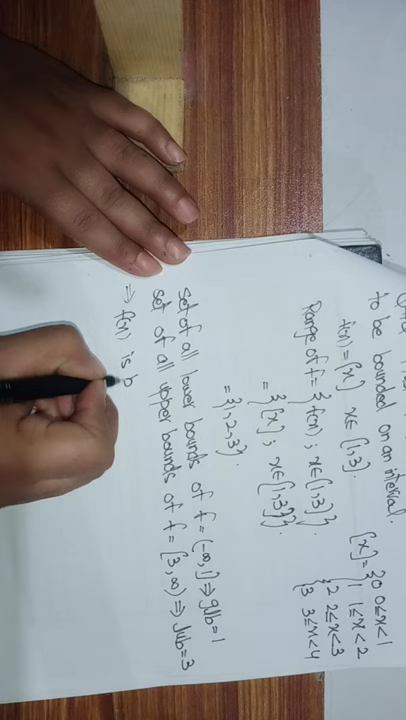 to be bounded on an interval.
f(x) = [x] x ∈ [1,3].
[x] = { 0 0≤x<1
1 1≤x<2
2 2≤x<3
3 3≤x<4
Range of f = { f(x) ; x ∈ [1,3] }.
= { [x] ; x ∈ [1,3] }.
= {1,2,3}.
set of all lower bounds of f = (-∞,1] ⇒ glb = 1
set of all upper bounds of f = [3,∞) ⇒ lub = 3
⇒ f(x) is b